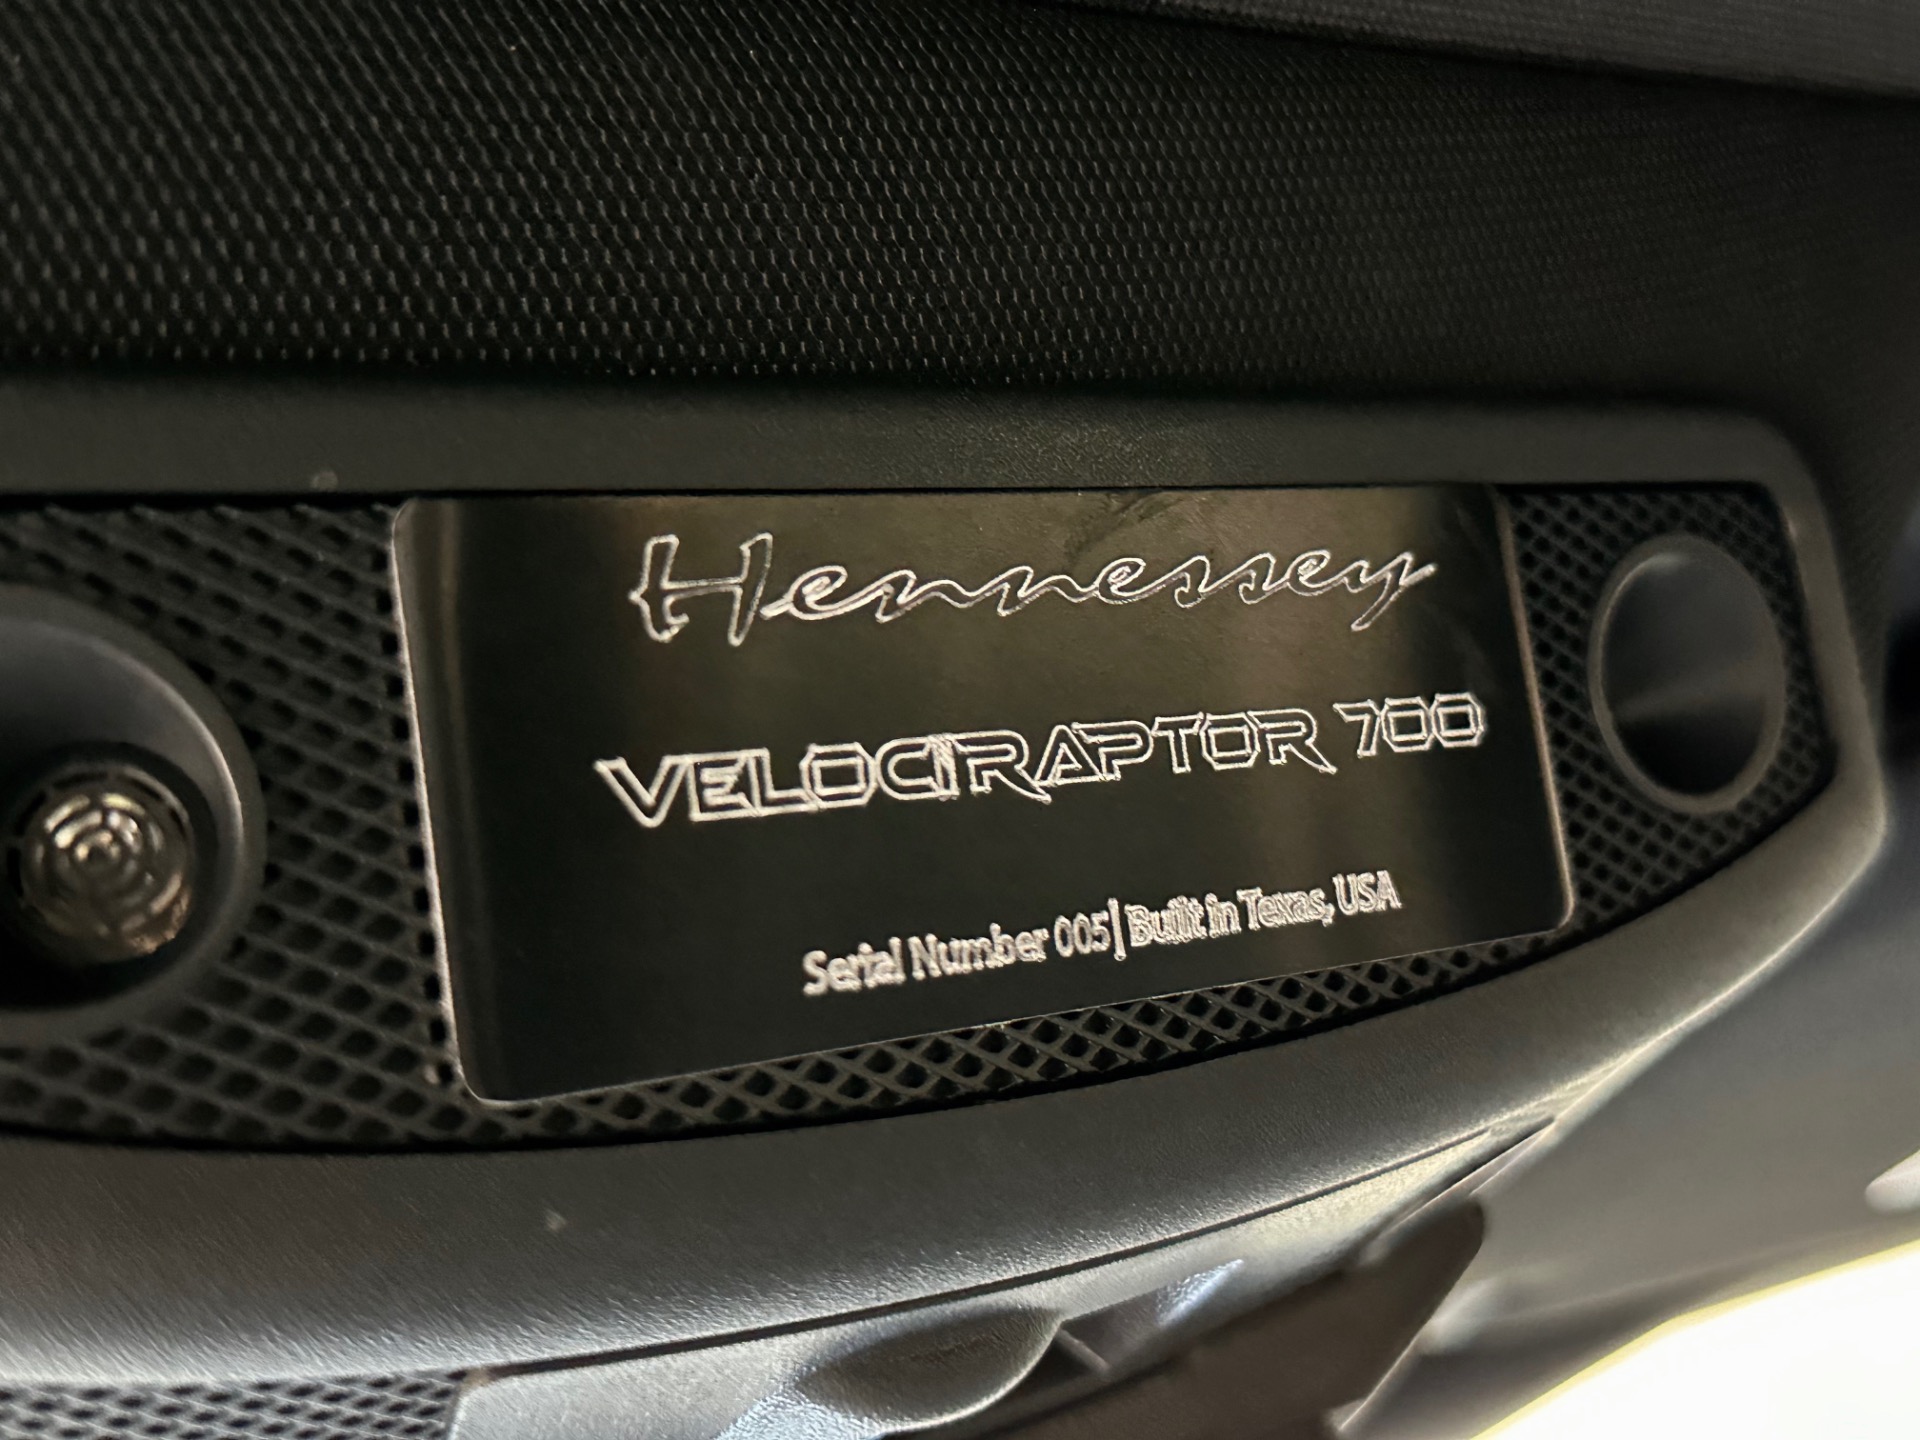 Hennessey
VELOCIRAPTOR 700
Serial Number 005 | Built in Texas, USA